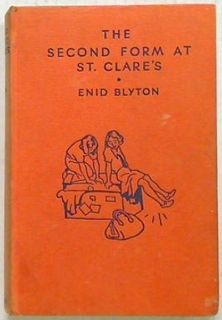 THE
SECOND FORM AT
ST. CLARE'S
•
ENID BLYTON